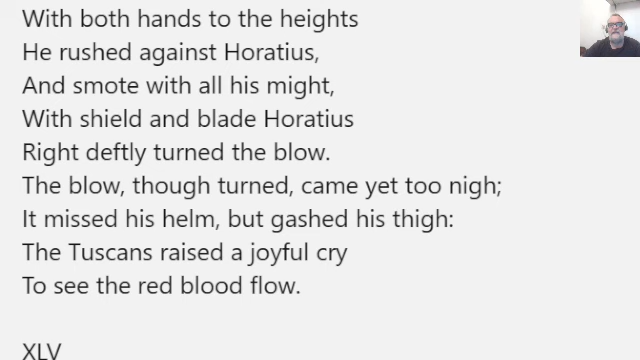 With both hands to the heights
He rushed against Horatius,
And smote with all his might,
With shield and blade Horatius
Right deftly turned the blow.
The blow, though turned, came yet too nigh;
It missed his helm, but gashed his thigh:
The Tuscans raised a joyful cry
To see the red blood flow.
XLV